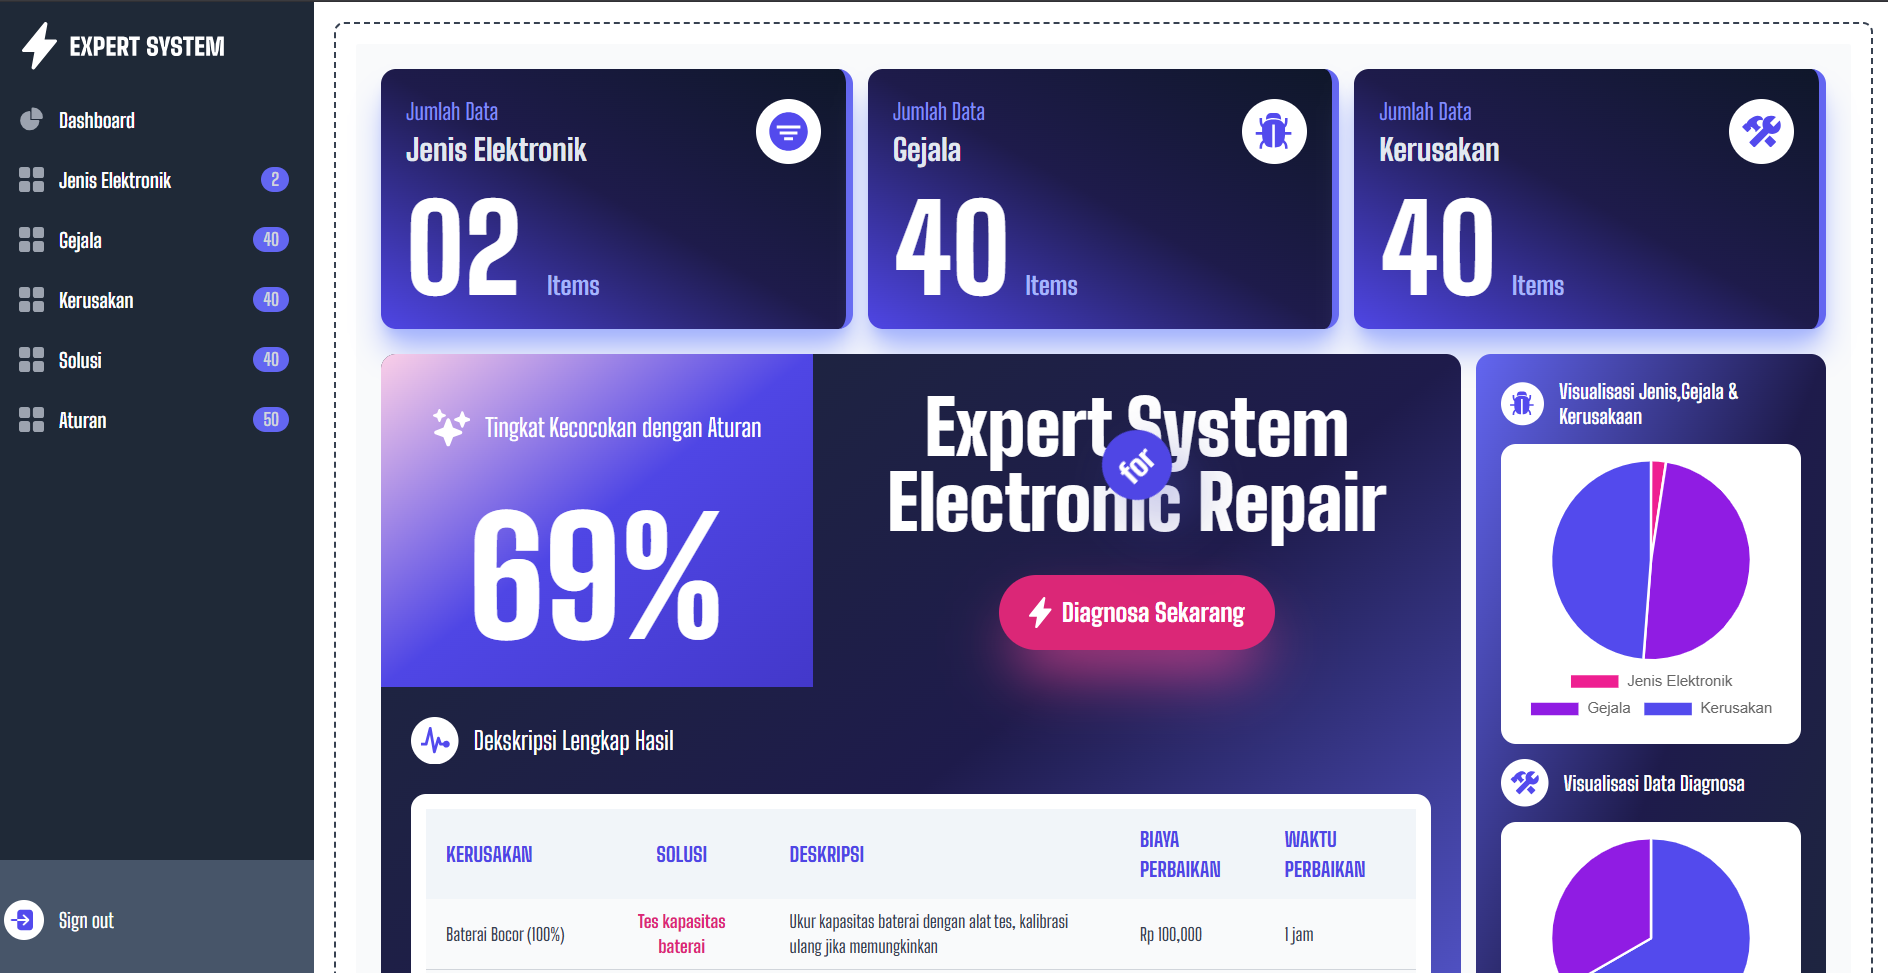 EXPERT SYSTEM
Dashboard
Jenis Elektronik 2
Gejala 40
Kerusakan 40
Solusi 40
Aturan 50
Sign out
Jumlah Data
Jenis Elektronik
02 Items
Jumlah Data
Gejala
40 Items
Jumlah Data
Kerusakan
40 Items
Tingkat Kecocokan dengan Aturan
69%
Expert System
for
Electronic Repair
Diagnosa Sekarang
Dekskripsi Lengkap Hasil
KERUSAKAN SOLUSI DESKRIPSI BIAYA PERBAIKAN WAKTU PERBAIKAN
Baterai Bocor (100%)
Tes kapasitas
baterai
Ukur kapasitas baterai dengan alat tes, kalibrasi
ulang jika memungkinkan
Rp 100,000
1 jam
Visualisasi Jenis,Gejala &
Kerusakaan
Jenis Elektronik
Gejala Kerusakan
Visualisasi Data Diagnosa